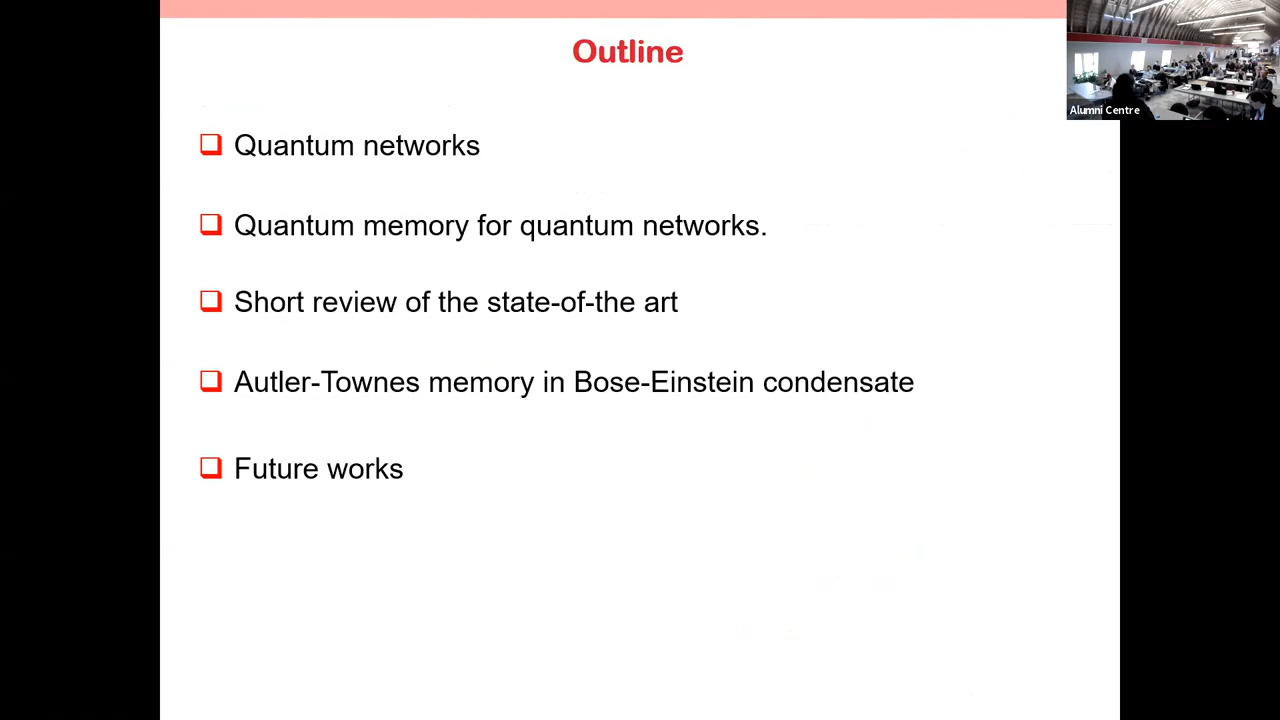 Outline
Alumni Centre
Quantum networks
Quantum memory for quantum networks.
Short review of the state-of-the art
Autler-Townes memory in Bose-Einstein condensate
Future works